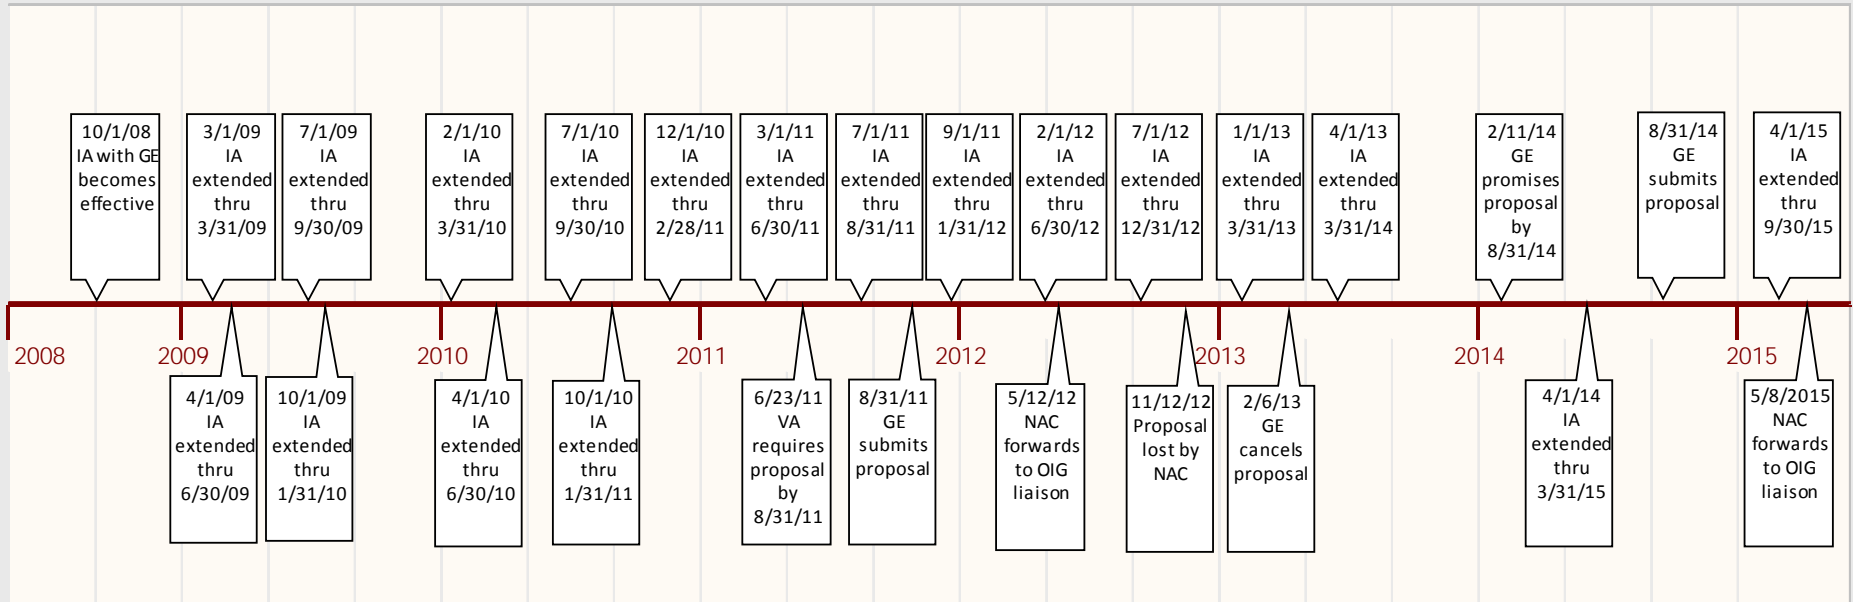 10/1/08
IA with GE
becomes
effective
3/1/09
IA
extended
thru
3/31/09
7/1/09
IA
extended
thru
9/30/09
2/1/10
IA
extended
thru
3/31/10
7/1/10
IA
extended
thru
9/30/10
12/1/10
IA
extended
thru
2/28/11
3/1/11
IA
extended
thru
6/30/11
7/1/11
IA
extended
thru
8/31/11
9/1/11
IA
extended
thru
1/31/12
2/1/12
IA
extended
thru
6/30/12
7/1/12
IA
extended
thru
12/31/12
1/1/13
IA
extended
thru
3/31/13
4/1/13
IA
extended
thru
3/31/14
2/11/14
GE
promises
proposal
by
8/31/14
8/31/14
GE
submits
proposal
4/1/15
IA
extended
thru
9/30/15
2008
2009
2010
2011
2012
2013
2014
2015
4/1/09
IA
extended
thru
6/30/09
10/1/09
IA
extended
thru
1/31/10
4/1/10
IA
extended
thru
6/30/10
10/1/10
IA
extended
thru
1/31/11
6/23/11
VA
requires
proposal
by
8/31/11
8/31/11
GE
submits
proposal
5/12/12
NAC
forwards
to OIG
liaison
11/12/12
Proposal
lost by
NAC
2/6/13
GE
cancels
proposal
4/1/14
IA
extended
thru
3/31/15
5/8/2015
NAC
forwards
to OIG
liaison